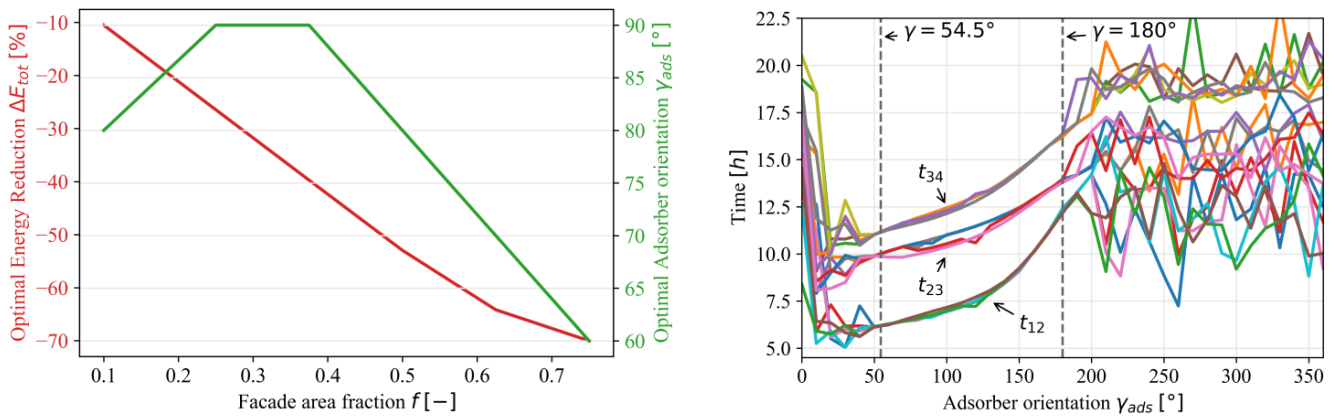 Optimal Energy Reduction ΔE_tot [%]
−10
−20
−30
−40
−50
−60
−70
0.1 0.2 0.3 0.4 0.5 0.6 0.7
Facade area fraction f [−]
90
85
80
75
70
65
60
Optimal Adsorber orientation γ_ads [°]
Time [h]
22.5
20.0
17.5
15.0
12.5
10.0
7.5
5.0
γ = 54.5°
γ = 180°
t_34
t_23
t_12
0 50 100 150 200 250 300 350
Adsorber orientation γ_ads [°]